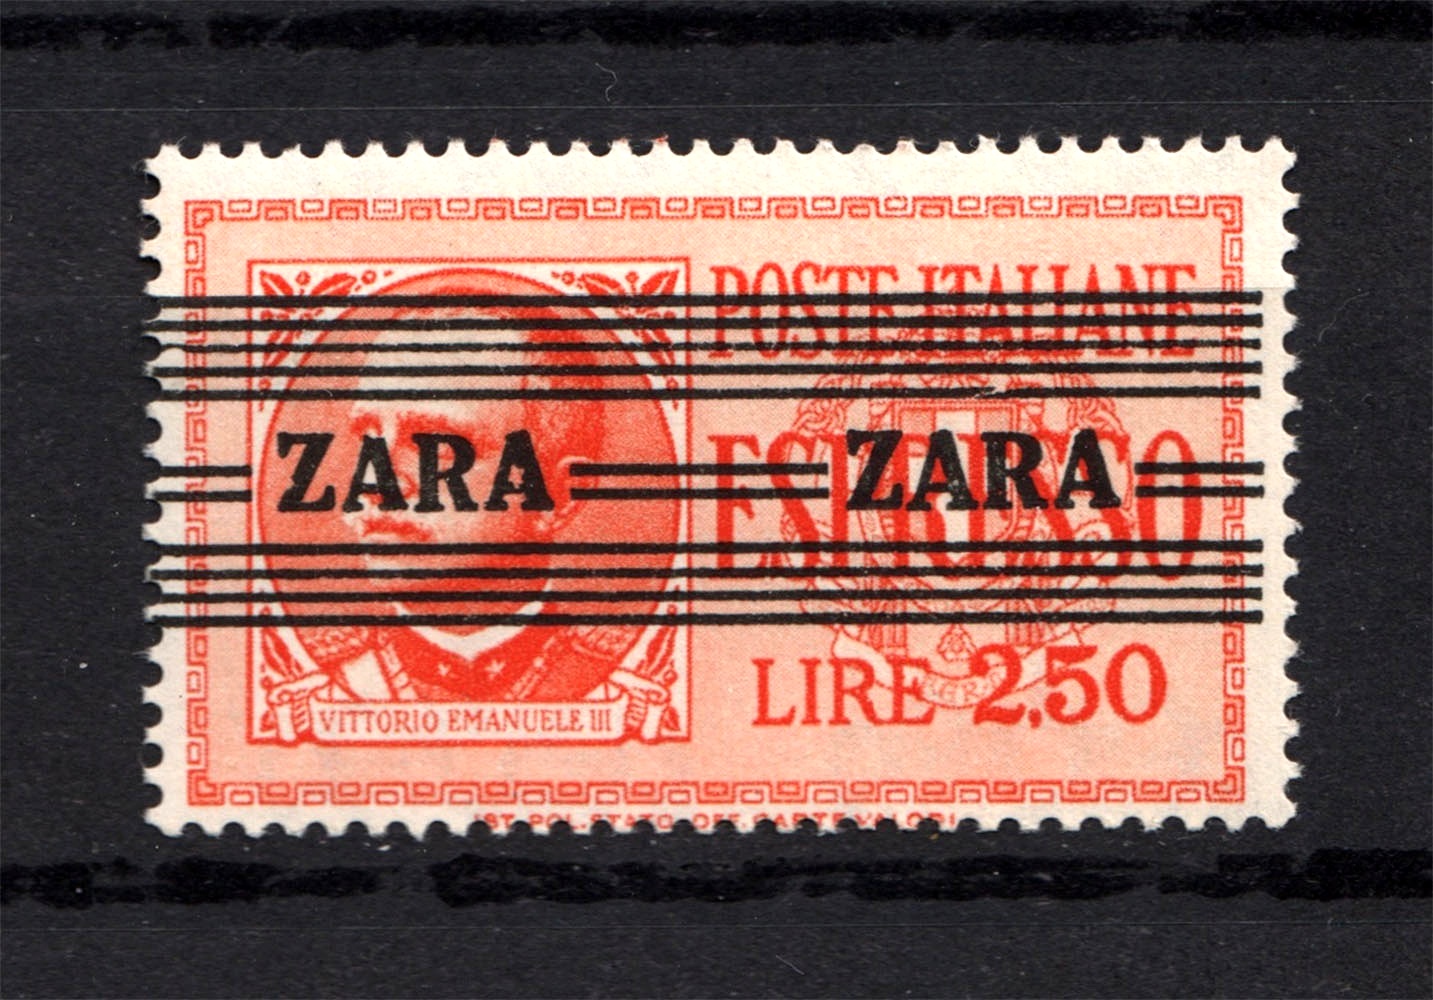 POSTE ITALIANE
ZARA ZARA
ESPRESSO
LIRE 2,50
VITTORIO EMANUELE III
IST. POL. STATO. OFF. CARTE VALORI